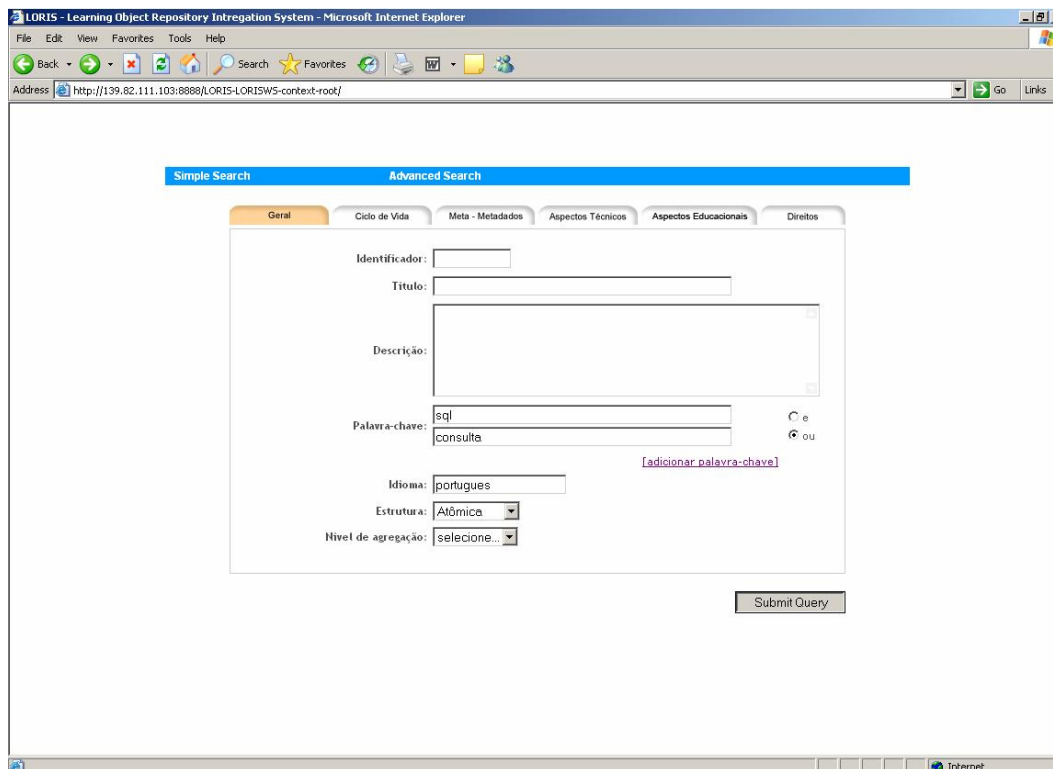 LORIS - Learning Object Repository Intregation System - Microsoft Internet Explorer
File Edit View Favorites Tools Help
Back Search Favorites
Address http://139.82.111.103:8888/LORIS-LORISWS-context-root/ Go Links
Simple Search Advanced Search
Geral Ciclo de Vida Meta - Metadados Aspectos Técnicos Aspectos Educacionais Direitos
Identificador:
Titulo:
Descrição:
Palavra-chave: sql e
consulta ou
[adicionar palavra-chave]
Idioma: portugues
Estrutura: Atômica
Nivel de agregação: selecione...
Submit Query
Internet